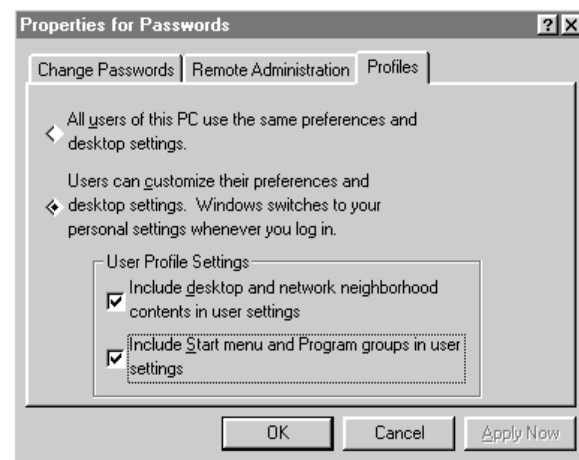 Properties for Passwords
Change Passwords Remote Administration Profiles
All users of this PC use the same preferences and
desktop settings.
Users can customize their preferences and
desktop settings. Windows switches to your
personal settings whenever you log in.
User Profile Settings
Include desktop and network neighborhood
contents in user settings
Include Start menu and Program groups in user
settings
OK Cancel Apply Now